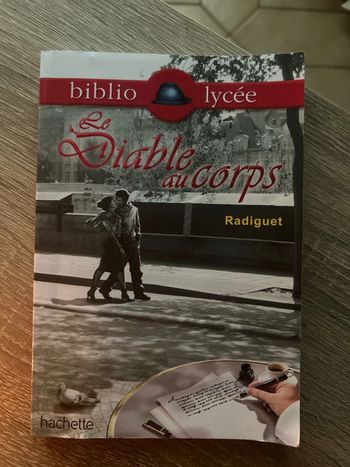 biblio lycée
Le
Diable
au corps
Radiguet
hachette